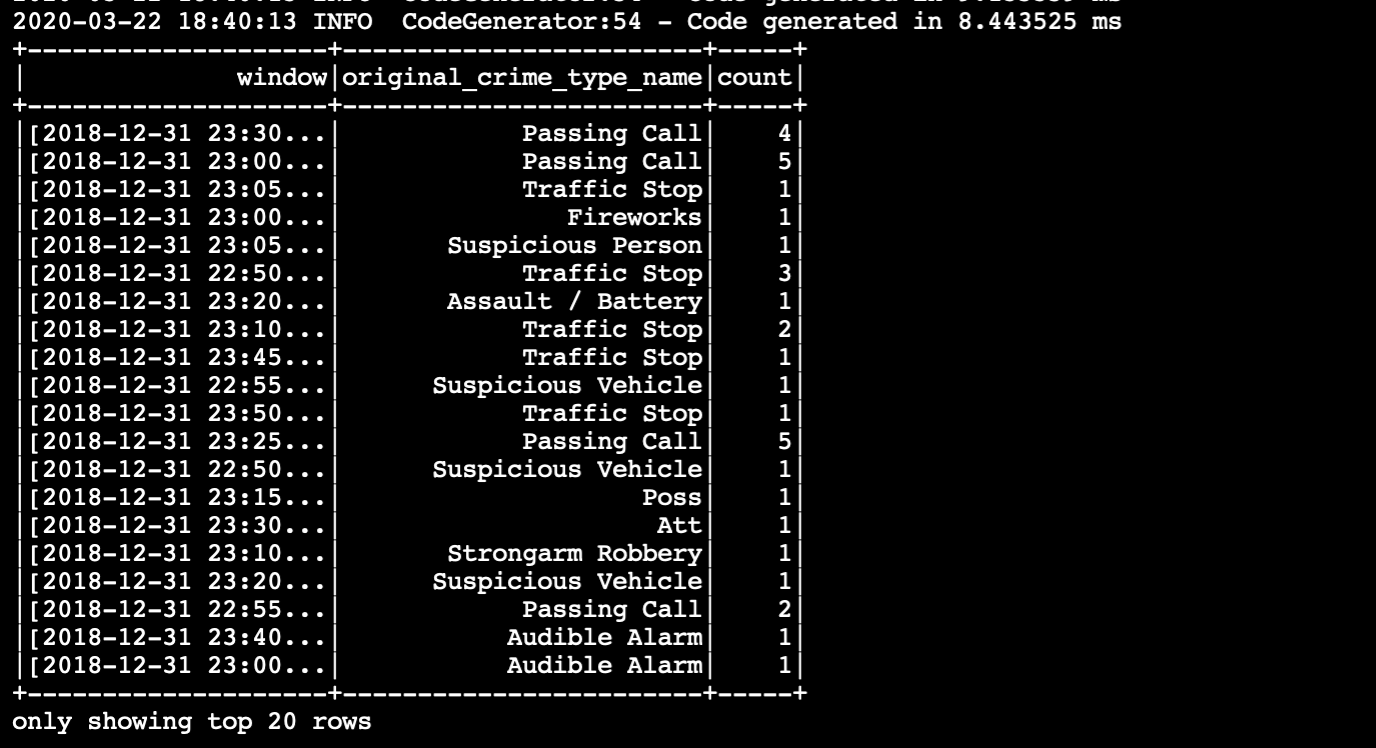 2020-03-22 18:40:13 INFO  CodeGenerator:54 - Code generated in 8.443525 ms
+--------------------+------------------------+-----+
|              window|original_crime_type_name|count|
+--------------------+------------------------+-----+
|[2018-12-31 23:30...|            Passing Call|    4|
|[2018-12-31 23:00...|            Passing Call|    5|
|[2018-12-31 23:05...|            Traffic Stop|    1|
|[2018-12-31 23:00...|               Fireworks|    1|
|[2018-12-31 23:05...|       Suspicious Person|    1|
|[2018-12-31 22:50...|            Traffic Stop|    3|
|[2018-12-31 23:20...|       Assault / Battery|    1|
|[2018-12-31 23:10...|            Traffic Stop|    2|
|[2018-12-31 23:45...|            Traffic Stop|    1|
|[2018-12-31 22:55...|      Suspicious Vehicle|    1|
|[2018-12-31 23:50...|            Traffic Stop|    1|
|[2018-12-31 23:25...|            Passing Call|    5|
|[2018-12-31 22:50...|      Suspicious Vehicle|    1|
|[2018-12-31 23:15...|                    Poss|    1|
|[2018-12-31 23:30...|                     Att|    1|
|[2018-12-31 23:10...|       Strongarm Robbery|    1|
|[2018-12-31 23:20...|      Suspicious Vehicle|    1|
|[2018-12-31 22:55...|            Passing Call|    2|
|[2018-12-31 23:40...|           Audible Alarm|    1|
|[2018-12-31 23:00...|           Audible Alarm|    1|
+--------------------+------------------------+-----+
only showing top 20 rows